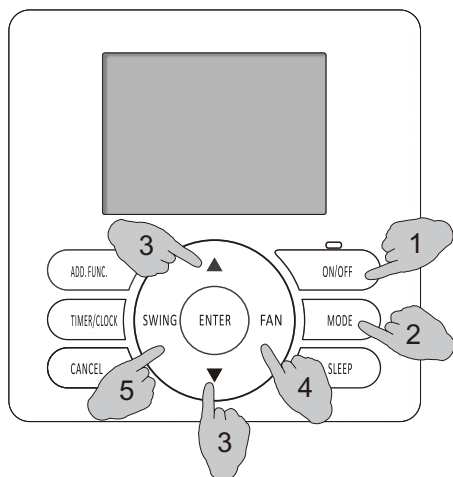 3
1
ADD. FUNC.
ON/OFF
TIMER/CLOCK
SWING
ENTER
FAN
MODE
2
CANCEL
SLEEP
5
4
3